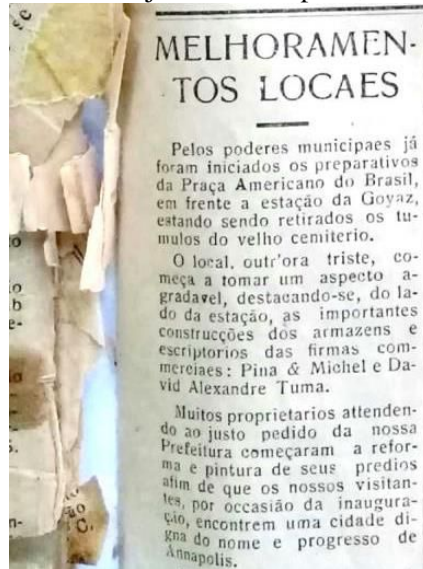 MELHORAMEN-
TOS LOCAES
Pelos poderes municipaes já
foram iniciados os preparativos
da Praça Americano do Brasil,
em frente a estação da Goyaz,
estando sendo retirados os tu-
mulos do velho cemiterio.
O local, outr'ora triste, co-
meça a tomar um aspecto a-
gradavel, destacando-se, do la-
do da estação, as importantes
construcções dos armazens e
escriptorios das firmas com-
merciaes: Pina & Michel e Da-
vid Alexandre Tuma.
Muitos proprietarios attenden-
do ao justo pedido da nossa
Prefeitura começaram a refor-
ma e pintura de seus predios
afim de que os nossos visitan-
tes, por occasião da inaugura-
ção, encontrem uma cidade di-
gna do nome e progresso de
Annapolis.